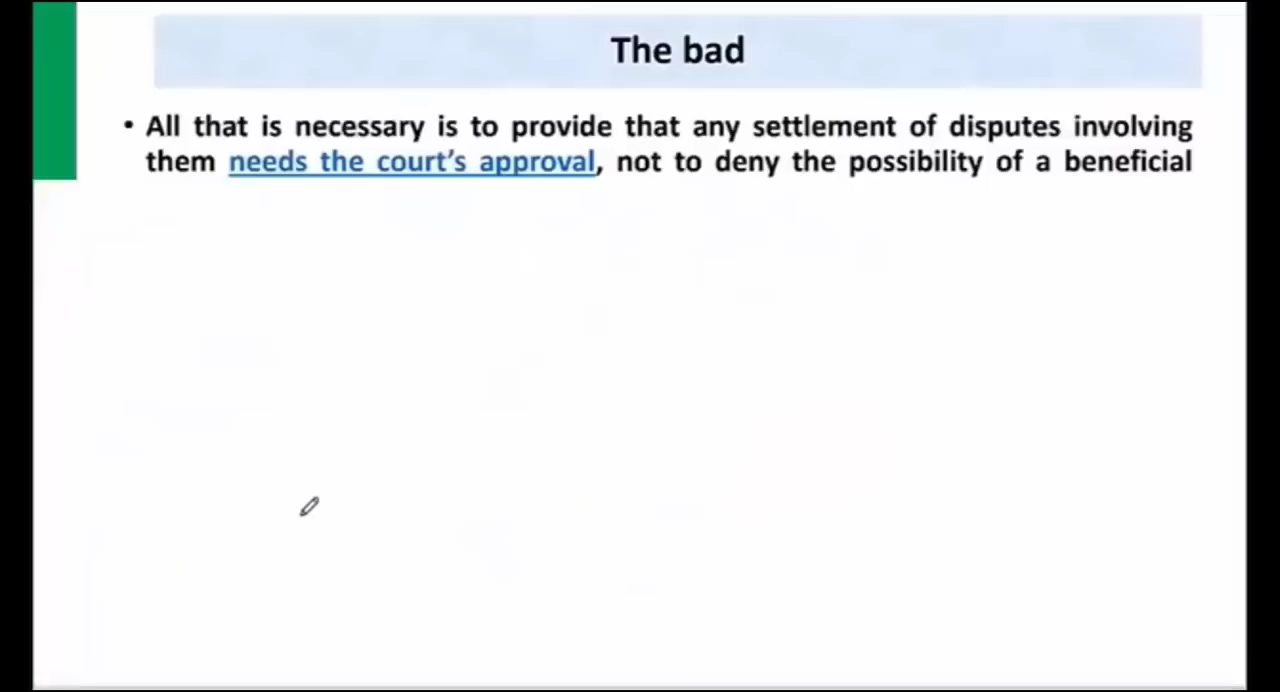 The bad
• All that is necessary is to provide that any settlement of disputes involving
them needs the court’s approval, not to deny the possibility of a beneficial